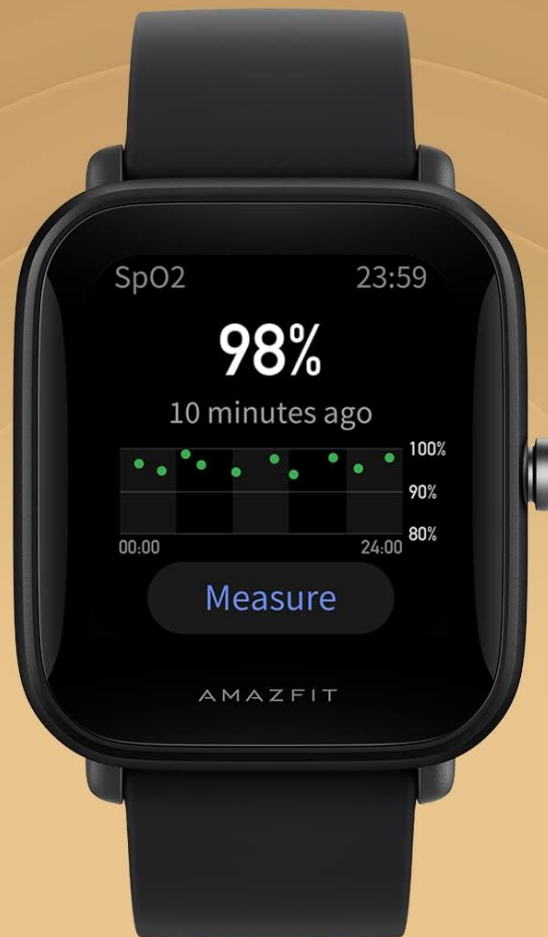 SpO2 23:59
98%
10 minutes ago
100%
90%
80%
00:00 24:00
Measure
AMAZFIT